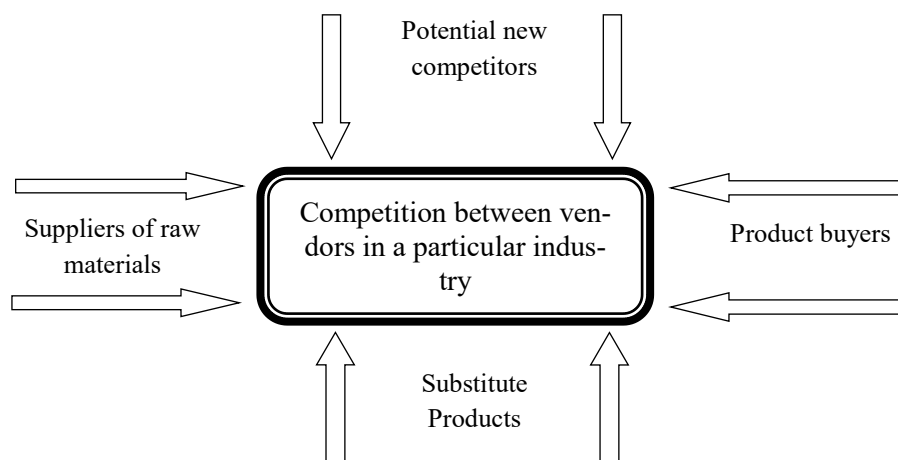 Potential new
competitors
Competition between ven-
dors in a particular indus-
try
Suppliers of raw
materials
Product buyers
Substitute
Products